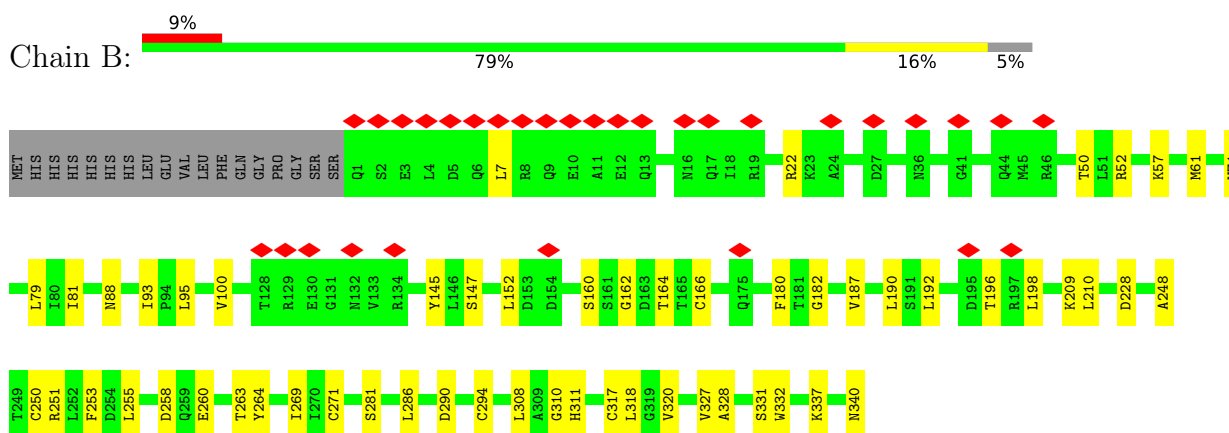 9%
Chain B:
79% 16% 5%
MET HIS HIS HIS HIS HIS HIS LEU GLU VAL LEU PHE GLN GLY PRO GLY SER SER Q1 S2 E3 L4 D5 Q6 L7 R8 Q9 E10 A11 E12 Q13 N16 Q17 I18 R19 R22 K23 A24 D27 N36 G41 Q44 M45 R46 T50 L51 R52 K57 M61
L79 I80 I81 N88 I93 P94 L95 V100 T128 R129 E130 G131 N132 V133 R134 Y145 L146 S147 L152 D153 D154 S160 S161 G162 D163 T164 T165 C166 Q175 F180 T181 G182 V187 L190 S191 L192 D195 T196 R197 L198 K209 L210 D228 A248
T249 C250 R251 L252 F253 D254 L255 D258 Q259 E260 T263 Y264 I269 I270 C271 S281 L286 D290 C294 L308 A309 G310 H311 C317 L318 G319 V320 V327 A328 S331 W332 K337 N340